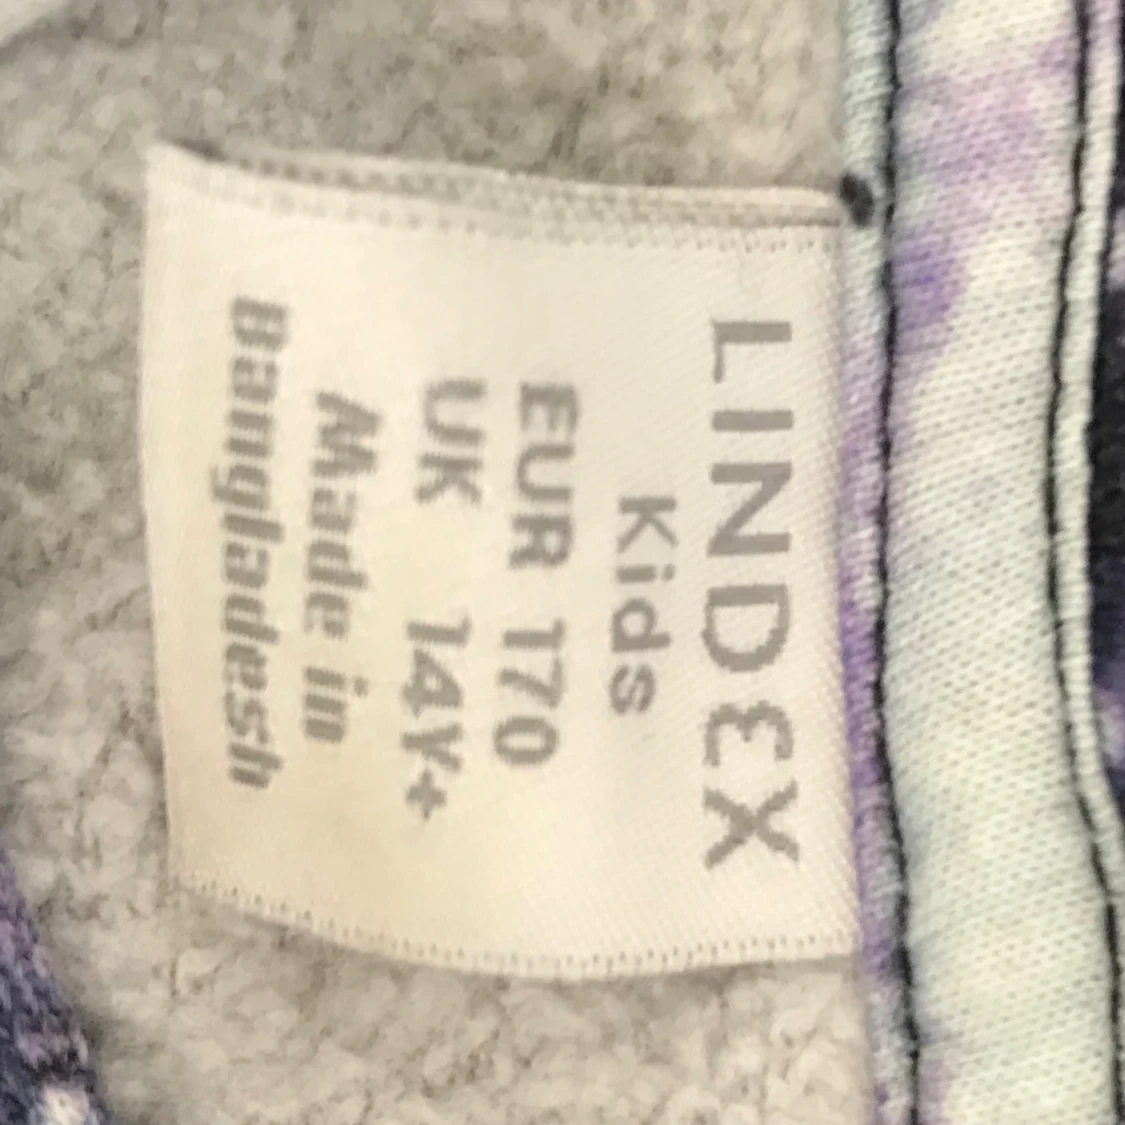 LINDEX
Kids
EUR 170
UK 14Y+
Made in
Bangladesh